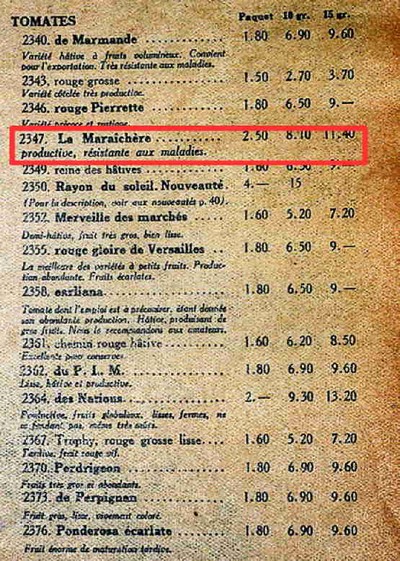 TOMATES Paquet 10 gr. 15 gr.
2340. de Marmande 1.80 6.90 9.60
Variété hâtive à fruits volumineux. Convient
pour l'exportation. Très résistante aux maladies.
2343, rouge grosse 1.50 2.70 3.70
Variété côtelée très productive.
2346. rouge Pierrette 1.80 6.50 9.—
Variété précoce et rustique.
2347. La Maraîchère 2.50 8.10 11.40
productive, résistante aux maladies.
2349. reine des hâtives 1.60 6.50 9.—
2350. Rayon du soleil. Nouveauté. 4.— 15
(Pour la description, voir aux nouveautés p. 40).
2352. Merveille des marchés 1.60 5.20 7.20
Demi-hâtive, fruit très gros, bien lisse.
2355. rouge gloire de Versailles 1.80 6.50 9.—
La meilleure des variétés à petits fruits. Produc-
tion abondante. Fruits écarlates.
2358. earliana 1.80 6.50 9.—
Tomate dont l'emploi est à préconiser, étant donnée
son abondante production. Hâtive, produisant de
gros fruits. Nous la recommandons aux amateurs.
2361. chemin rouge hâtive 1.60 6.20 8.50
Excellente pour conserves.
2362. du P. L. M. 1.80 6.90 9.60
Lisse, hâtive et productive.
2364. des Nations 2.— 9.30 13.20
Productive, fruits globuleux, lisses, fermes, ne
se fendant pas, même très mûrs.
2367. Trophy, rouge grosse lisse 1.60 5.20 7.20
Tardive, fruit rouge vif.
2370. Perdrigeon 1.80 6.90 9.60
Fruits très gros et abondants.
2373. de Perpignan 1.80 6.90 9.60
Fruit gros, lisse, vivement coloré.
2376. Ponderosa écarlate 1.80 6.90 9.60
Fruit énorme de maturation tardive.